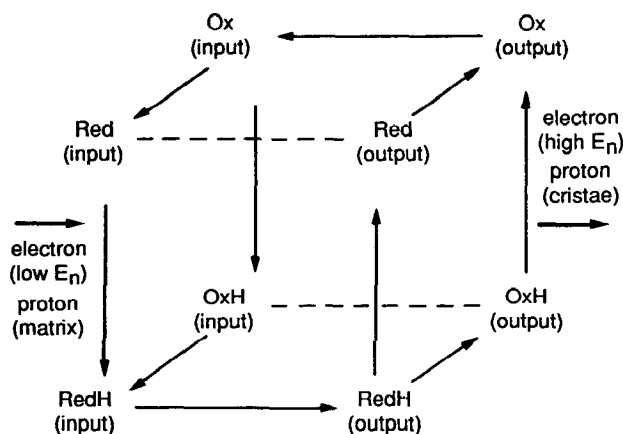 Ox
(input)
Ox
(output)
Red
(input)
Red
(output)
electron
(low En)
proton
(matrix)
electron
(high En)
proton
(cristae)
OxH
(input)
OxH
(output)
RedH
(input)
RedH
(output)